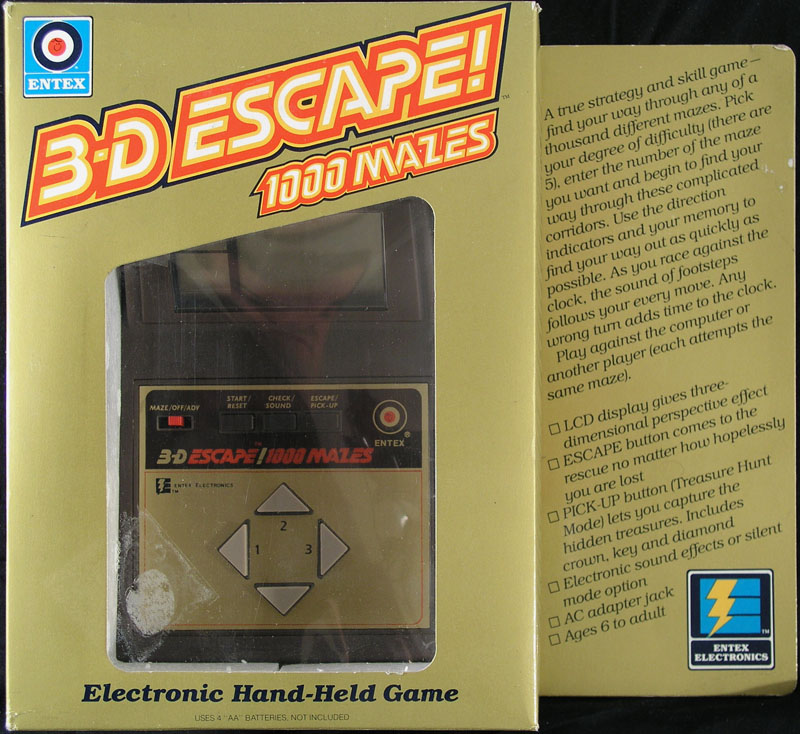 ENTEX
3-D ESCAPE!
™
1000 MAZES
MAZE/OFF/ADV
START/
RESET
CHECK/
SOUND
ESCAPE/
PICK-UP
ENTEX®
3-D ESCAPE! 1000 MAZES™
ENTEX ELECTRONICS
™
2
1
3
Electronic Hand-Held Game
USES 4 "AA" BATTERIES, NOT INCLUDED
A true strategy and skill game—
find your way through any of a
thousand different mazes. Pick
your degree of difficulty (there are
5), enter the number of the maze
you want and begin to find your
way through these complicated
corridors. Use the direction
indicators and your memory to
find your way out as quickly as
possible. As you race against the
clock, the sound of footsteps
follows your every move. Any
wrong turn adds time to the clock.
Play against the computer or
another player (each attempts the
same maze).
□ LCD display gives three-
dimensional perspective effect
□ ESCAPE button comes to the
rescue no matter how hopelessly
you are lost
□ PICK-UP button (Treasure Hunt
Mode) lets you capture the
hidden treasures. Includes
crown, key and diamond
□ Electronic sound effects or silent
mode option
□ AC adapter jack
□ Ages 6 to adult
™
ENTEX
ELECTRONICS